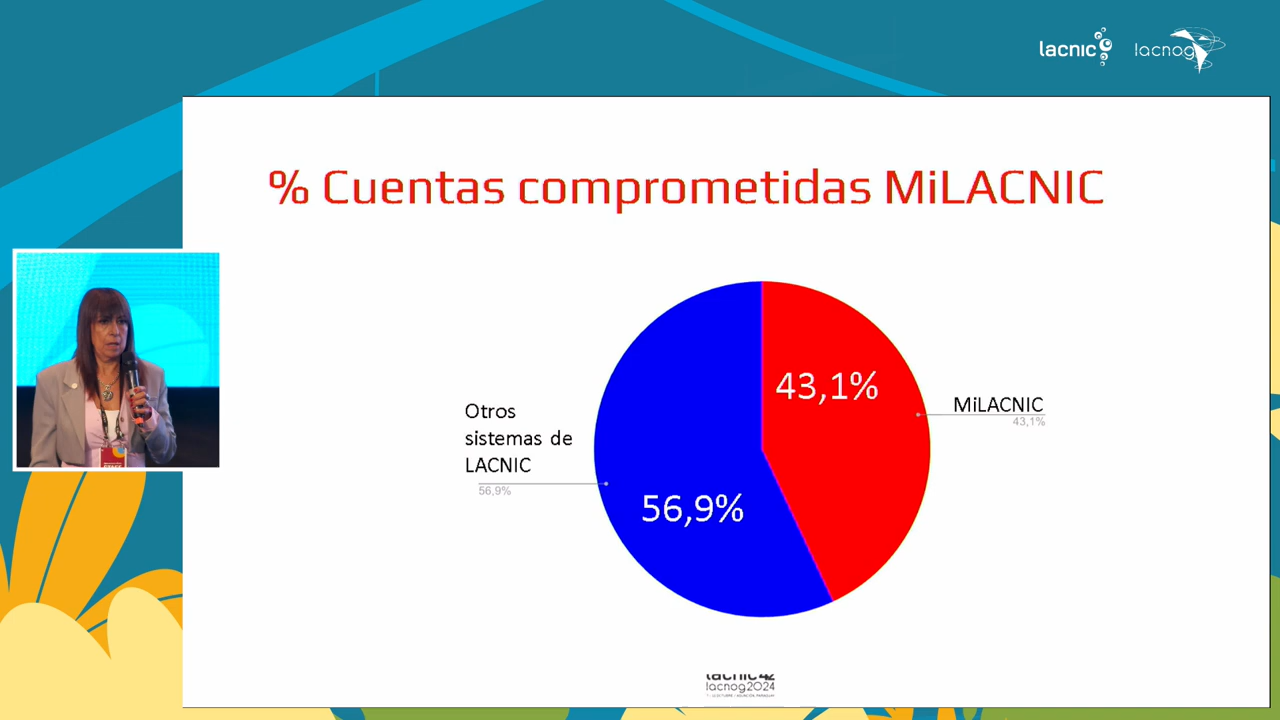 lacnic
lacnog
% Cuentas comprometidas MiLACNIC
43,1%
MiLACNIC
43,1%
Otros
sistemas de
LACNIC
56,9%
56,9%
lacnic42
lacnog2024